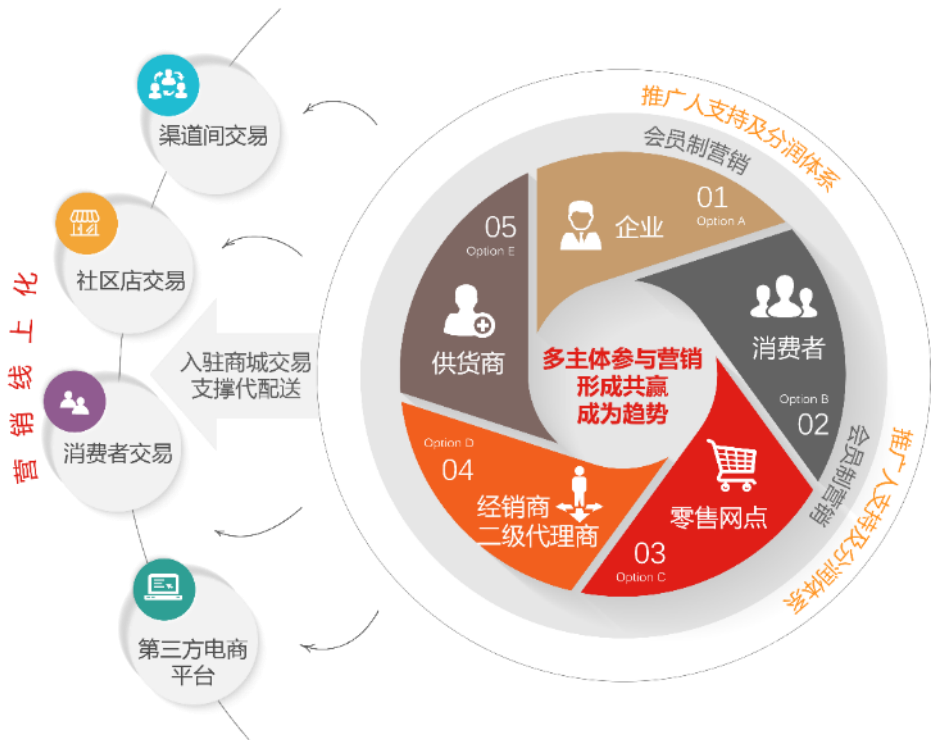 营销线上化
渠道间交易
社区店交易
消费者交易
第三方电商
平台
入驻商城交易
支撑代配送
推广人支持及分润体系
会员制营销
01
Option A
企业
消费者
Option B
02
会员制营销
推广人支持及分润体系
零售网点
03
Option C
Option D
04
经销商
二级代理商
05
Option E
供货商
多主体参与营销
形成共赢
成为趋势